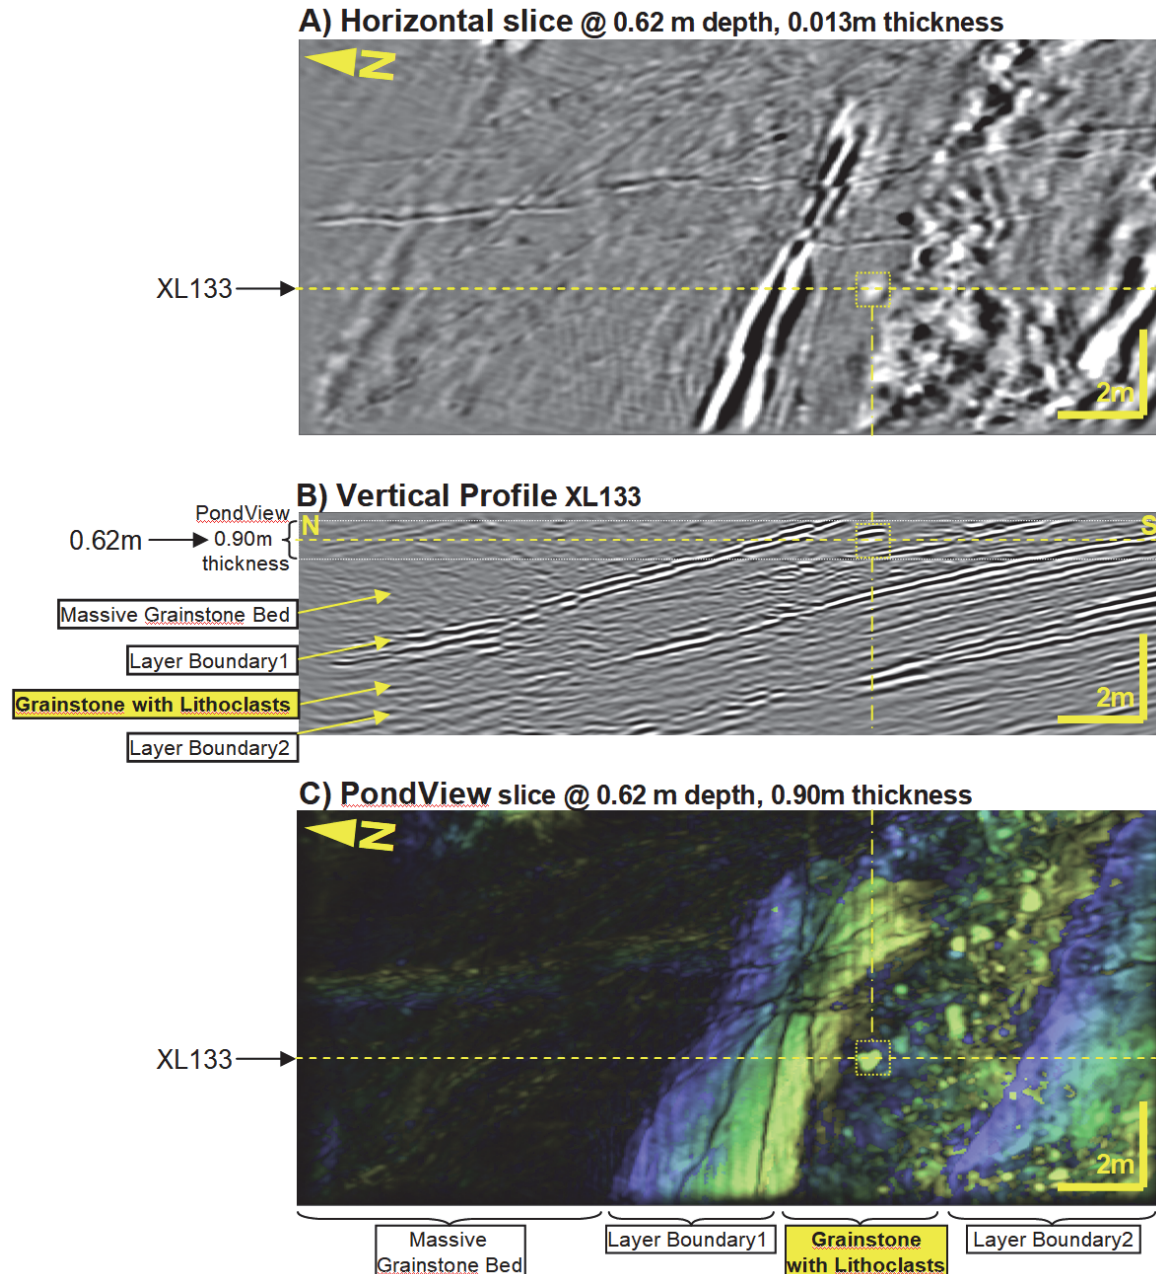 A) Horizontal slice @ 0.62 m depth, 0.013m thickness
N
XL133
2m
B) Vertical Profile XL133
PondView
0.90m
thickness
0.62m
N
S
Massive Grainstone Bed
Layer Boundary1
Grainstone with Lithoclasts
Layer Boundary2
2m
C) PondView slice @ 0.62 m depth, 0.90m thickness
N
XL133
2m
Massive
Grainstone Bed
Layer Boundary1
Grainstone
with Lithoclasts
Layer Boundary2